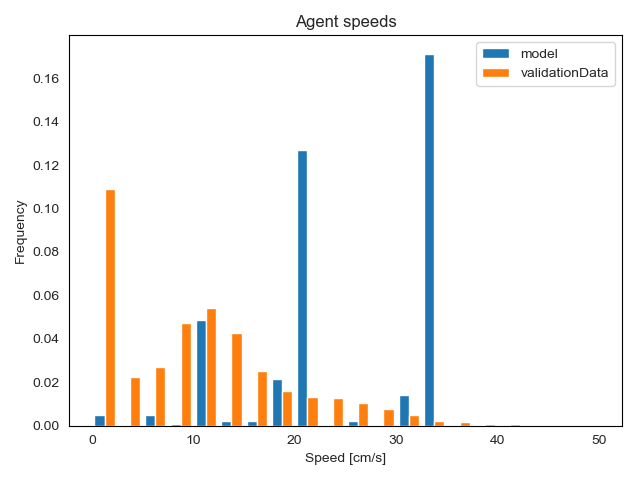 Agent speeds
model
validationData
0.16
0.14
0.12
0.10
0.08
0.06
0.04
0.02
0.00
Frequency
0 10 20 30 40 50
Speed [cm/s]